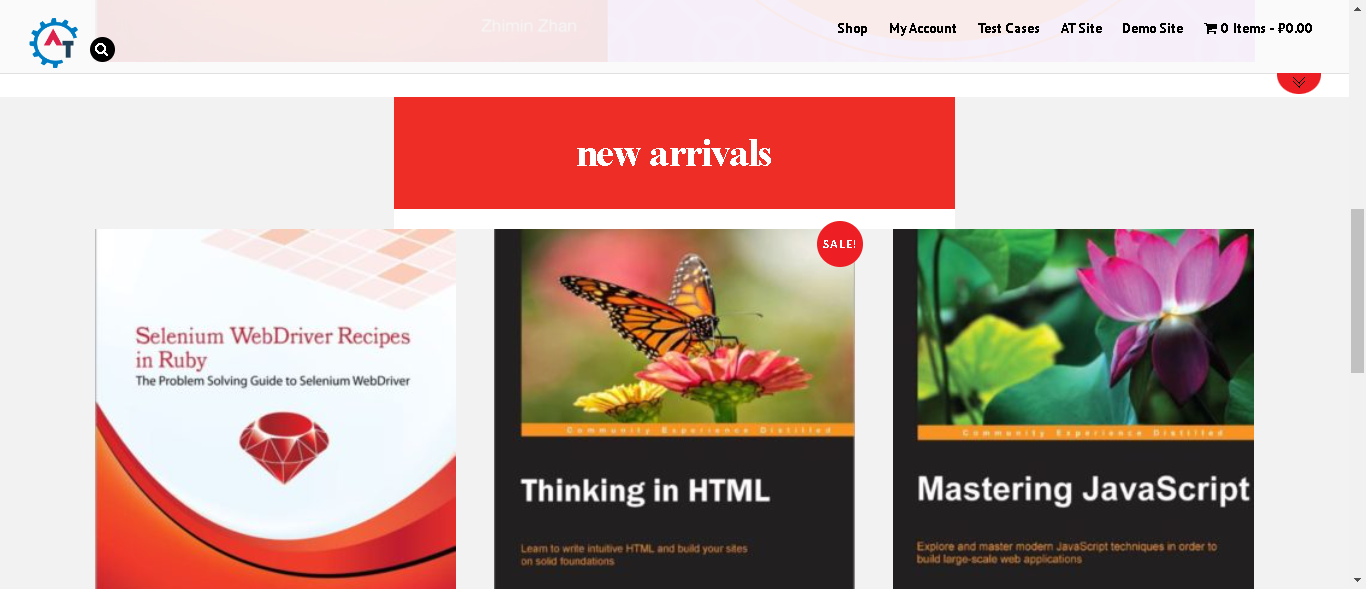 Zhimin Zhan
AT
Shop My Account Test Cases AT Site Demo Site 0 Items - ₽0.00
new arrivals
SALE!
Selenium WebDriver Recipes
in Ruby
The Problem Solving Guide to Selenium WebDriver
Community Experience Distilled
Thinking in HTML
Learn to write intuitive HTML and build your sites
on solid foundations
Community Experience Distilled
Mastering JavaScript
Explore and master modern JavaScript techniques in order to
build large-scale web applications